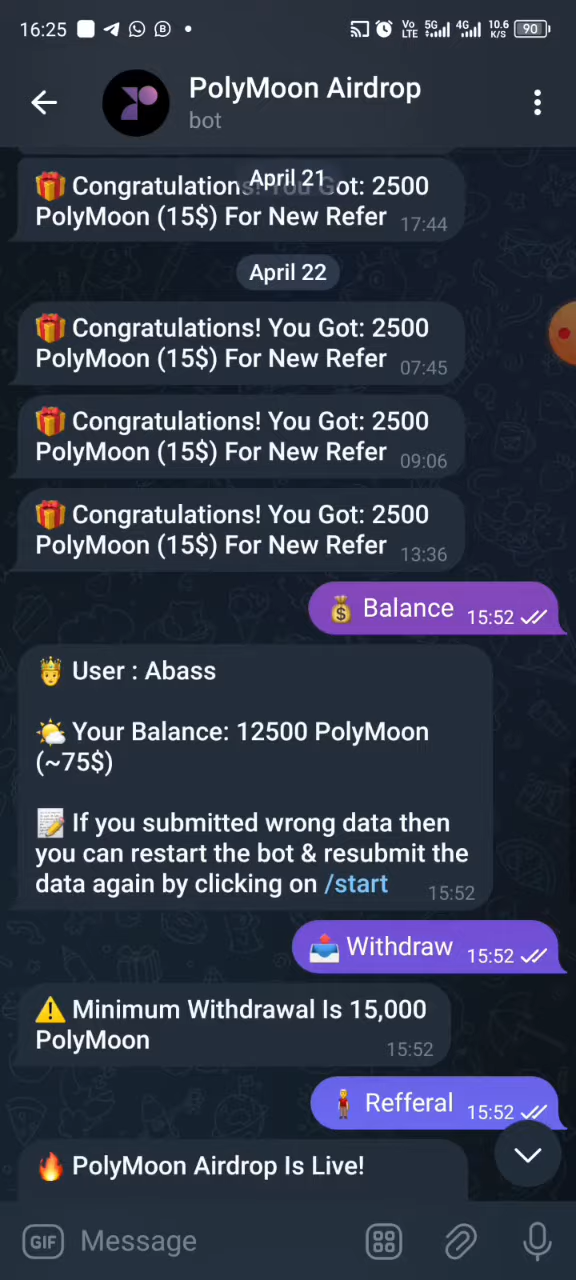 16:25
Vo LTE 5G 4G 10.6 K/S 90
PolyMoon Airdrop
bot
April 21
🎁 Congratulations! You Got: 2500
PolyMoon (15$) For New Refer 17:44
April 22
🎁 Congratulations! You Got: 2500
PolyMoon (15$) For New Refer 07:45
🎁 Congratulations! You Got: 2500
PolyMoon (15$) For New Refer 09:06
🎁 Congratulations! You Got: 2500
PolyMoon (15$) For New Refer 13:36
💰 Balance 15:52
🤴 User : Abass
🌤 Your Balance: 12500 PolyMoon
(~75$)
📝 If you submitted wrong data then
you can restart the bot & resubmit the
data again by clicking on /start 15:52
📤 Withdraw 15:52
⚠️ Minimum Withdrawal Is 15,000
PolyMoon 15:52
🧍 Refferal 15:52
🔥 PolyMoon Airdrop Is Live!
GIF Message